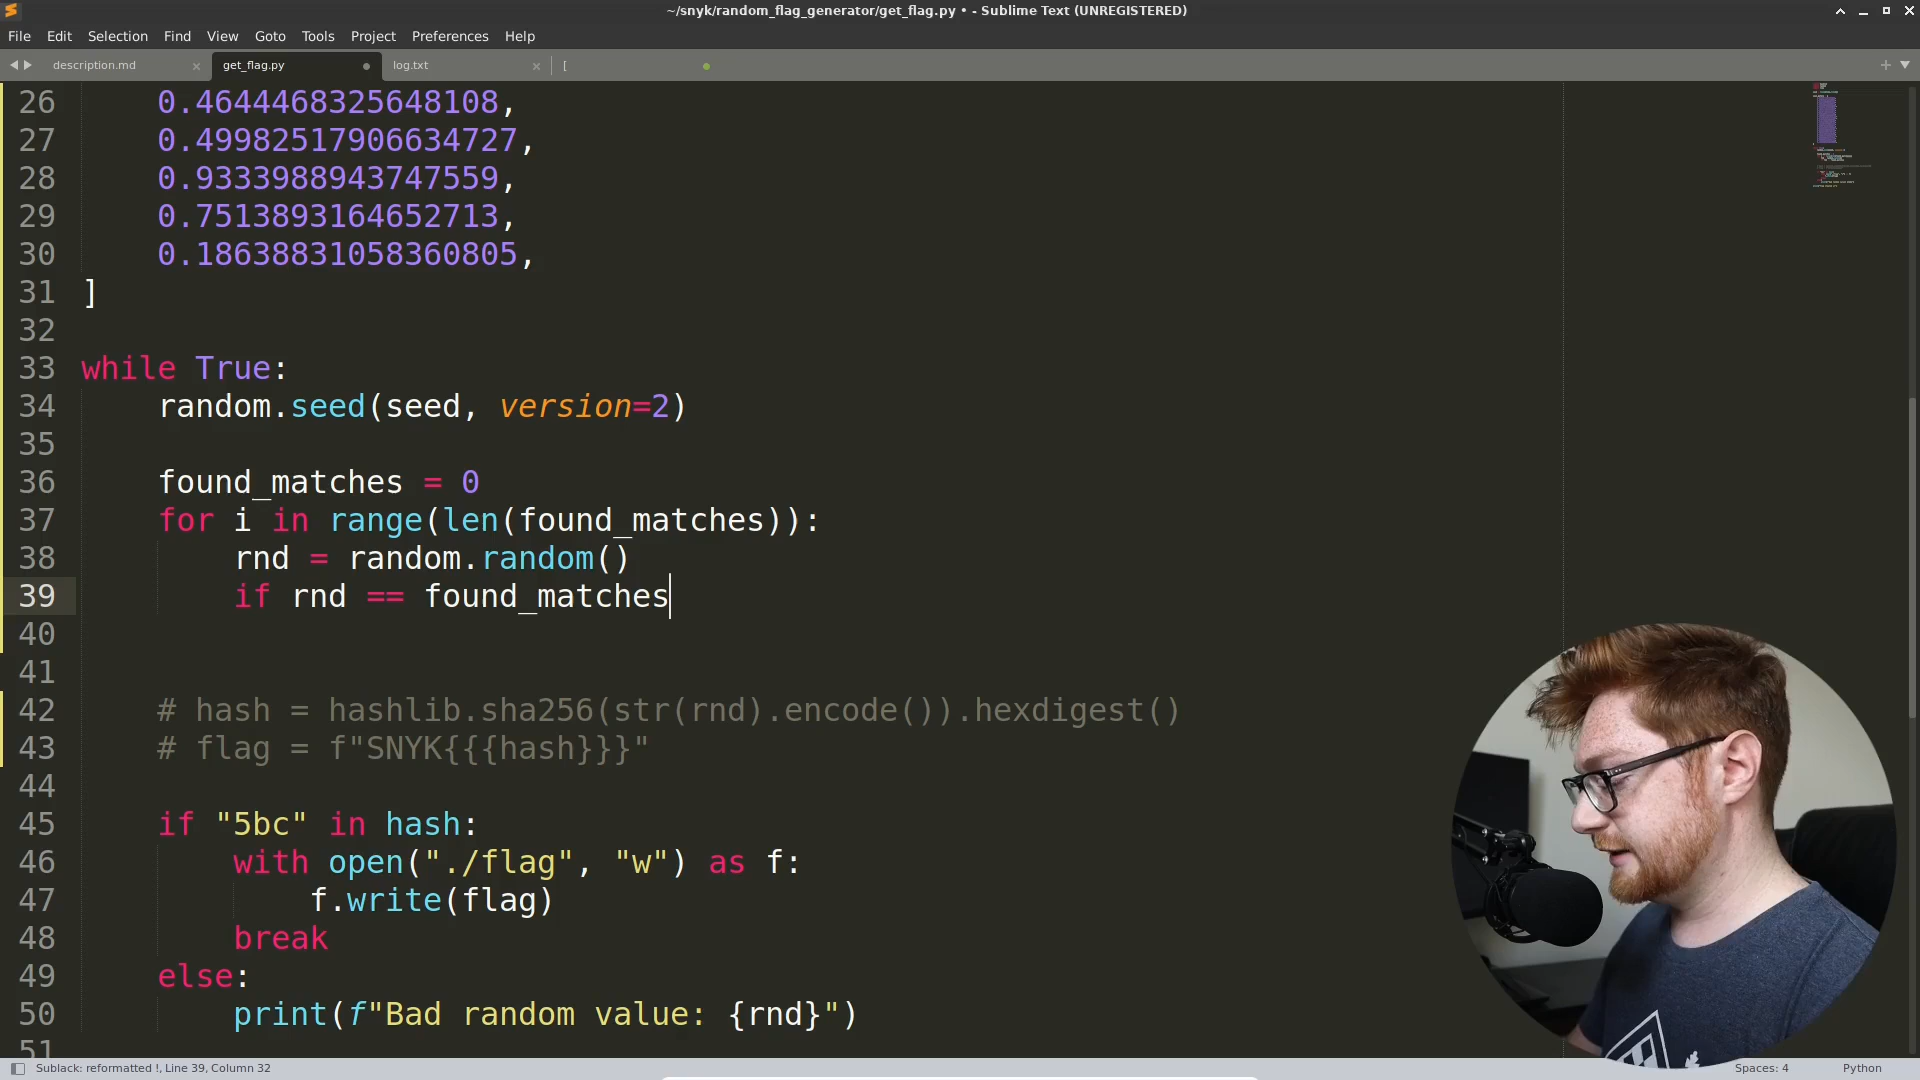 ~/snyk/random_flag_generator/get_flag.py • - Sublime Text (UNREGISTERED)
File Edit Selection Find View Goto Tools Project Preferences Help
description.md get_flag.py log.txt [
26 0.4644468325648108,
27 0.49982517906634727,
28 0.9333988943747559,
29 0.7513893164652713,
30 0.18638831058360805,
31 ]
32
33 while True:
34 random.seed(seed, version=2)
35
36 found_matches = 0
37 for i in range(len(found_matches)):
38 rnd = random.random()
39 if rnd == found_matches
40
41
42 # hash = hashlib.sha256(str(rnd).encode()).hexdigest()
43 # flag = f"SNYK{{{hash}}}"
44
45 if "5bc" in hash:
46 with open("./flag", "w") as f:
47 f.write(flag)
48 break
49 else:
50 print(f"Bad random value: {rnd}")
51
Sublack: reformatted !, Line 39, Column 32 Spaces: 4 Python